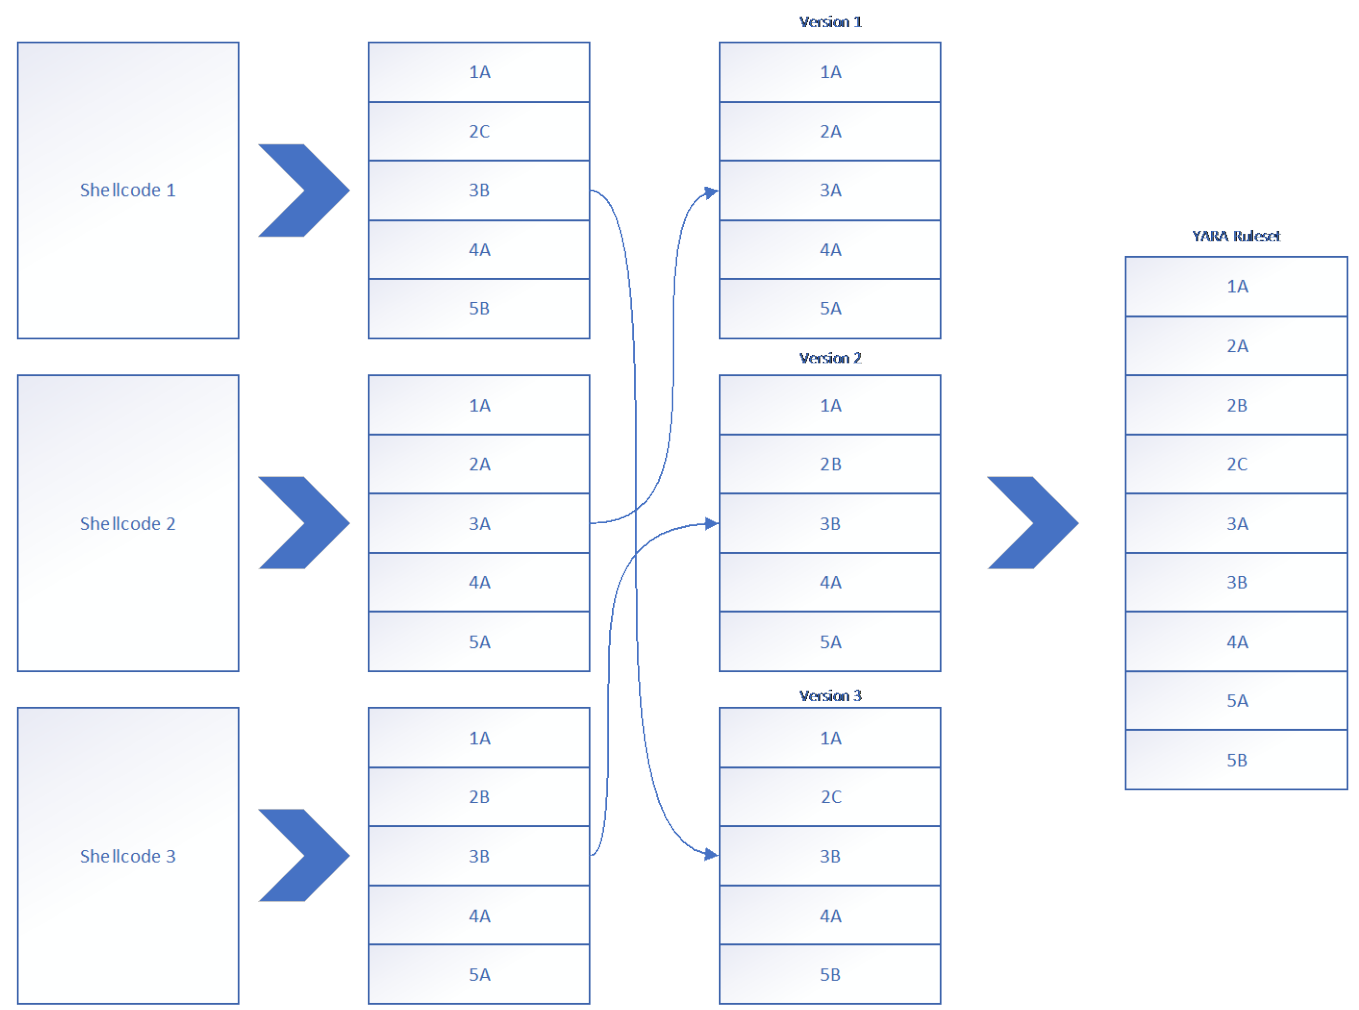 Shellcode 1
1A
2C
3B
4A
5B
Shellcode 2
1A
2A
3A
4A
5A
Shellcode 3
1A
2B
3B
4A
5A
Version 1
1A
2A
3A
4A
5A
Version 2
1A
2B
3B
4A
5A
Version 3
1A
2C
3B
4A
5B
YARA Ruleset
1A
2A
2B
2C
3A
3B
4A
5A
5B